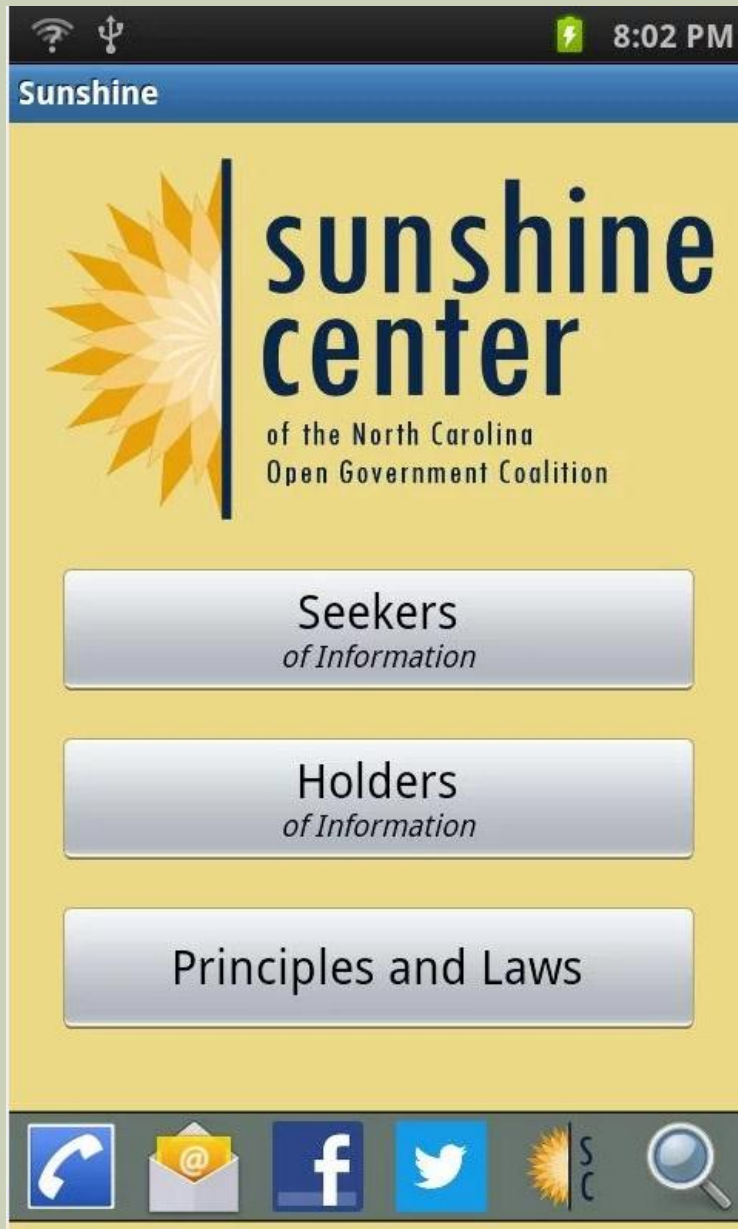 8:02 PM
Sunshine
sunshine
center
of the North Carolina
Open Government Coalition
Seekers
of Information
Holders
of Information
Principles and Laws
@
f
S
C